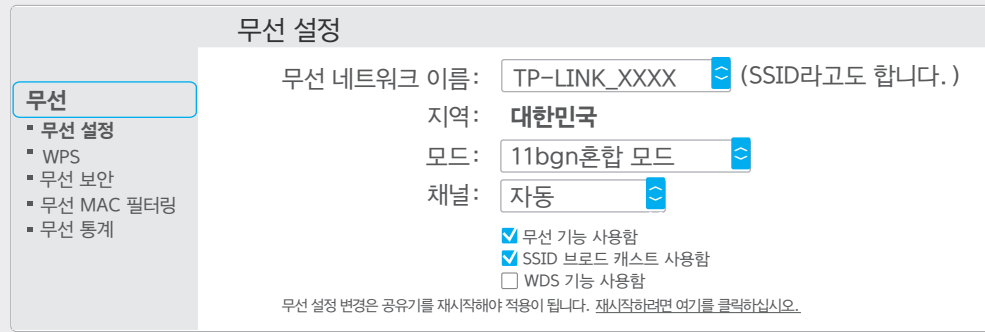 무선 설정
무선 네트워크 이름: TP-LINK_XXXX (SSID라고도 합니다.)
지역: 대한민국
모드: 11bgn혼합 모드
채널: 자동
무선 기능 사용함
SSID 브로드 캐스트 사용함
WDS 기능 사용함
무선 설정 변경은 공유기를 재시작해야 적용이 됩니다. 재시작하려면 여기를 클릭하십시오.
무선
무선 설정
WPS
무선 보안
무선 MAC 필터링
무선 통계